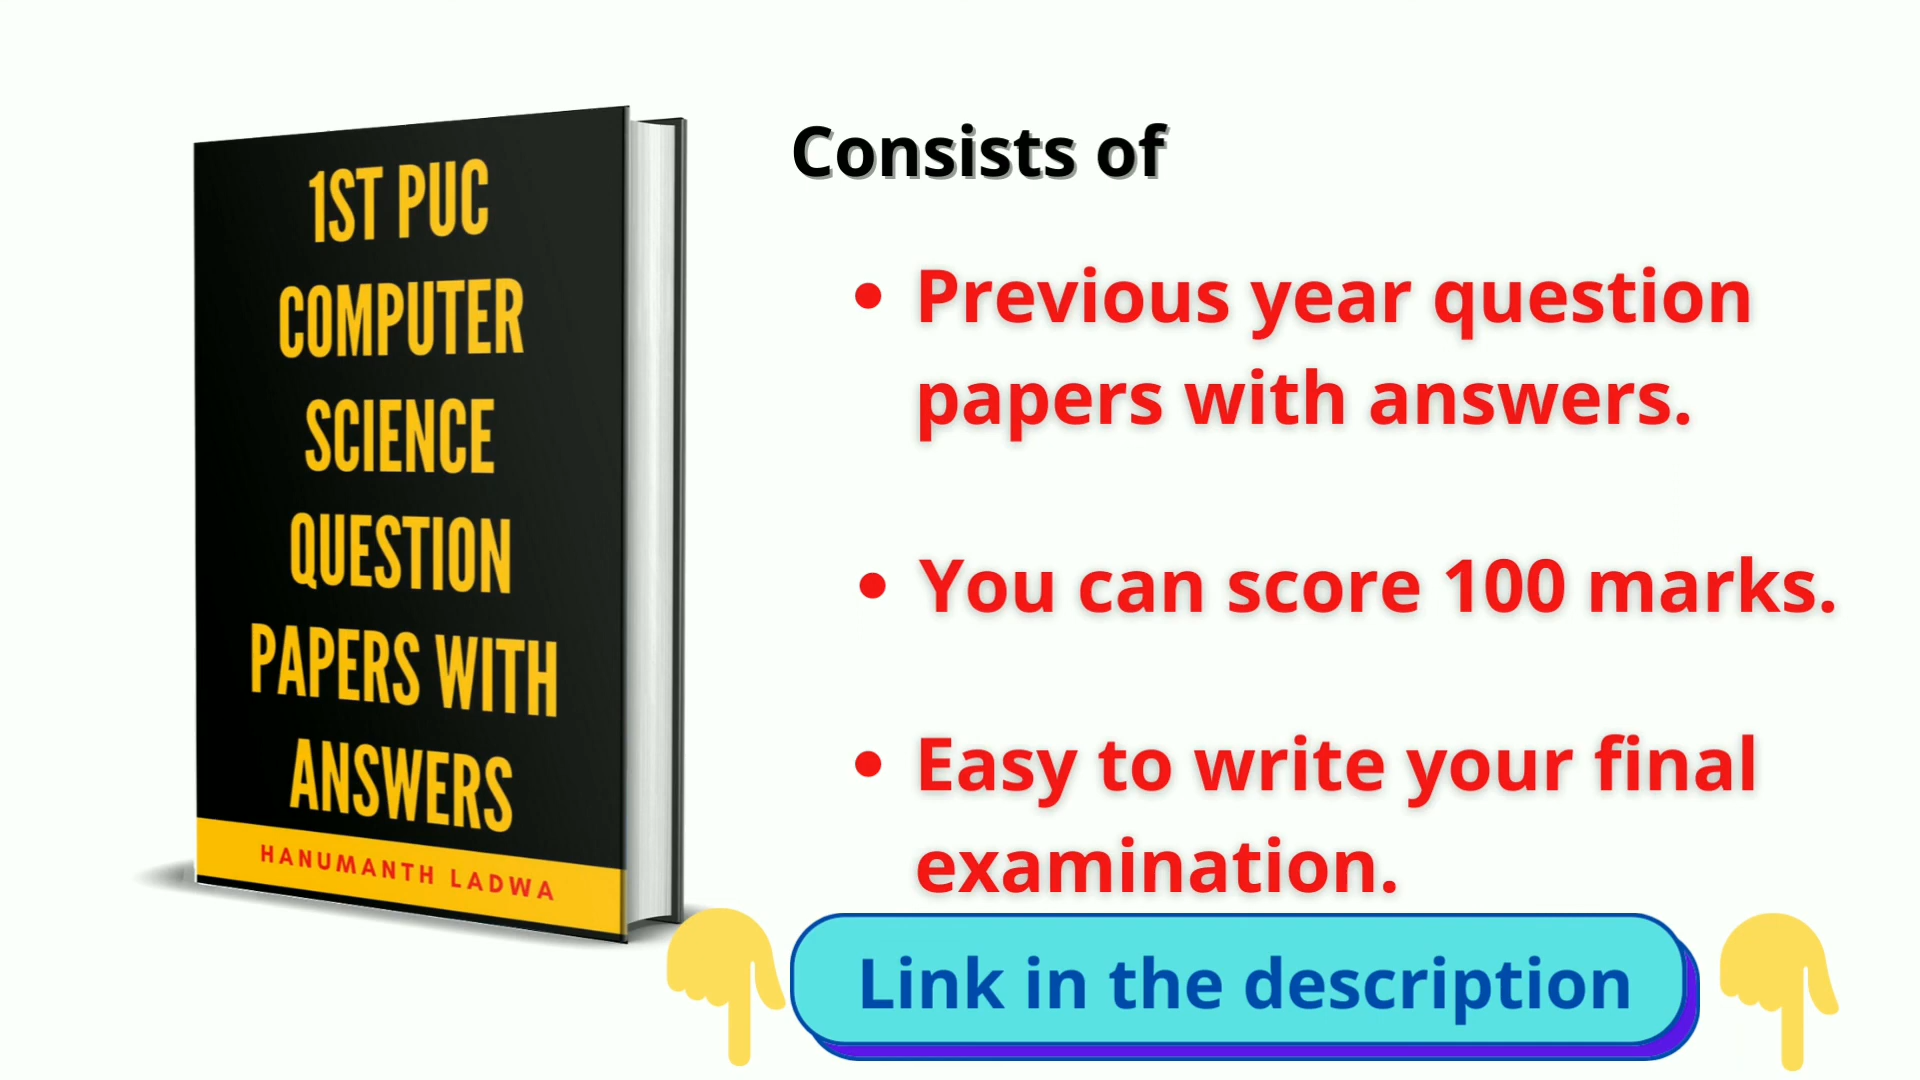 1ST PUC
COMPUTER
SCIENCE
QUESTION
PAPERS WITH
ANSWERS
HANUMANTH LADWA
Consists of
• Previous year question
papers with answers.
• You can score 100 marks.
• Easy to write your final
examination.
Link in the description